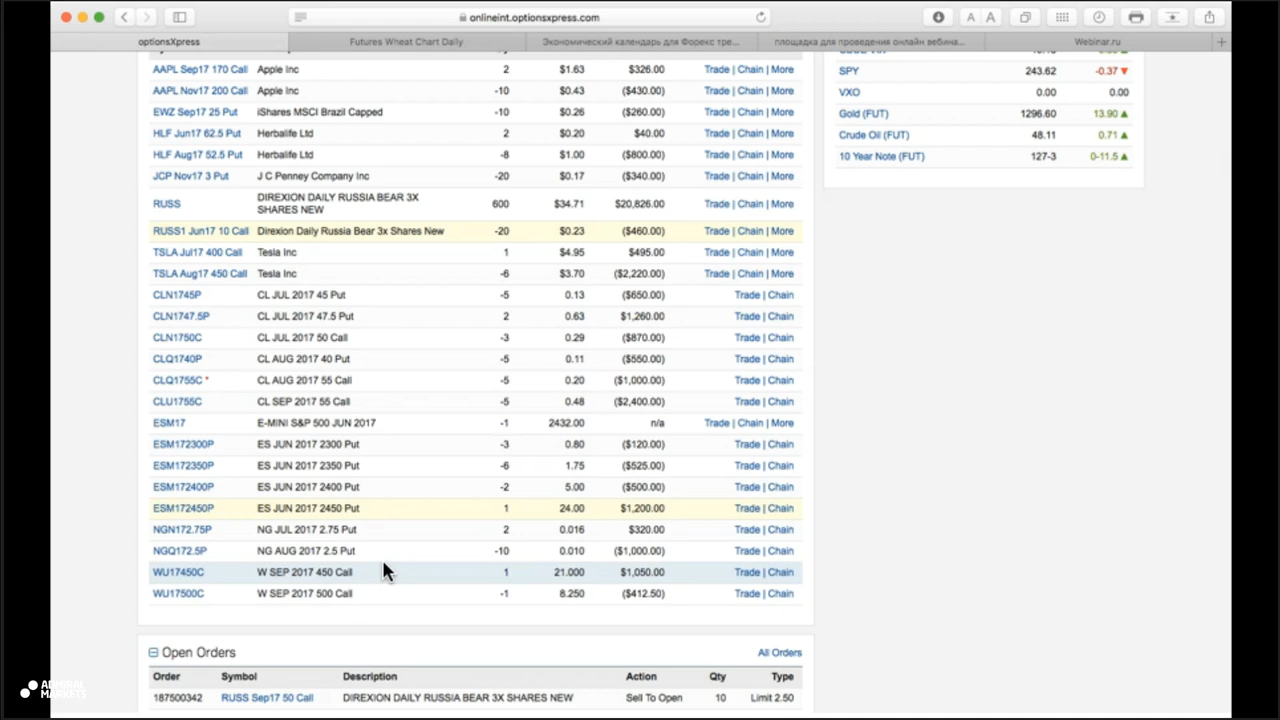 onlineint.optionsxpress.com
A A
optionsXpress
Futures Wheat Chart Daily
Экономический календарь для Форекс тре...
площадка для проведения онлайн вебина...
Webinar.ru
AAPL Sep17 170 Call Apple Inc 2 $1.63 $326.00 Trade | Chain | More
AAPL Nov17 200 Call Apple Inc -10 $0.43 ($430.00) Trade | Chain | More
EWZ Sep17 25 Put iShares MSCI Brazil Capped -10 $0.26 ($260.00) Trade | Chain | More
HLF Jun17 62.5 Put Herbalife Ltd 2 $0.20 $40.00 Trade | Chain | More
HLF Aug17 52.5 Put Herbalife Ltd -8 $1.00 ($800.00) Trade | Chain | More
JCP Nov17 3 Put J C Penney Company Inc -20 $0.17 ($340.00) Trade | Chain | More
RUSS DIREXION DAILY RUSSIA BEAR 3X SHARES NEW 600 $34.71 $20,826.00 Trade | Chain | More
RUSS1 Jun17 10 Call Direxion Daily Russia Bear 3x Shares New -20 $0.23 ($460.00) Trade | Chain | More
TSLA Jul17 400 Call Tesla Inc 1 $4.95 $495.00 Trade | Chain | More
TSLA Aug17 450 Call Tesla Inc -6 $3.70 ($2,220.00) Trade | Chain | More
CLN1745P CL JUL 2017 45 Put -5 0.13 ($650.00) Trade | Chain
CLN1747.5P CL JUL 2017 47.5 Put 2 0.63 $1,260.00 Trade | Chain
CLN1750C CL JUL 2017 50 Call -3 0.29 ($870.00) Trade | Chain
CLQ1740P CL AUG 2017 40 Put -5 0.11 ($550.00) Trade | Chain
CLQ1755C * CL AUG 2017 55 Call -5 0.20 ($1,000.00) Trade | Chain
CLU1755C CL SEP 2017 55 Call -5 0.48 ($2,400.00) Trade | Chain
ESM17 E-MINI S&P 500 JUN 2017 -1 2432.00 n/a Trade | Chain | More
ESM172300P ES JUN 2017 2300 Put -3 0.80 ($120.00) Trade | Chain
ESM172350P ES JUN 2017 2350 Put -6 1.75 ($525.00) Trade | Chain
ESM172400P ES JUN 2017 2400 Put -2 5.00 ($500.00) Trade | Chain
ESM172450P ES JUN 2017 2450 Put 1 24.00 $1,200.00 Trade | Chain
NGN172.75P NG JUL 2017 2.75 Put 2 0.016 $320.00 Trade | Chain
NGQ172.5P NG AUG 2017 2.5 Put -10 0.010 ($1,000.00) Trade | Chain
WU17450C W SEP 2017 450 Call 1 21.000 $1,050.00 Trade | Chain
WU17500C W SEP 2017 500 Call -1 8.250 ($412.50) Trade | Chain
SPY 243.62 -0.37
VXO 0.00 0.00
Gold (FUT) 1296.60 13.90
Crude Oil (FUT) 48.11 0.71
10 Year Note (FUT) 127-3 0-11.5
Open Orders All Orders
Order Symbol Description Action Qty Type
187500342 RUSS Sep17 50 Call DIREXION DAILY RUSSIA BEAR 3X SHARES NEW Sell To Open 10 Limit 2.50
ADMIRAL
MARKETS